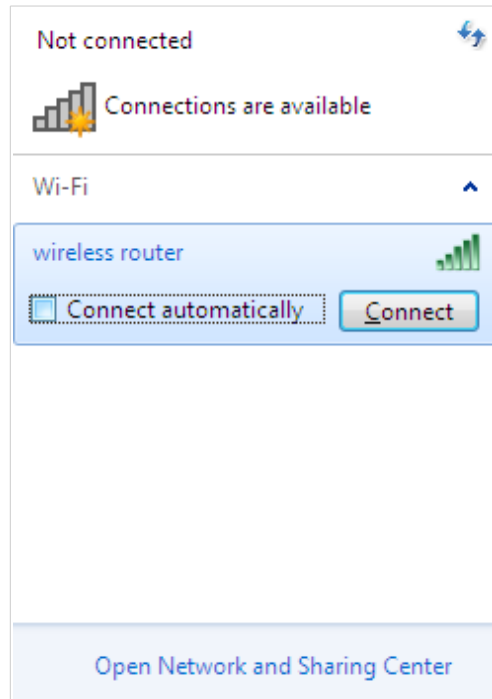 Not connected
Connections are available
Wi-Fi
wireless router
Connect automatically Connect
Open Network and Sharing Center